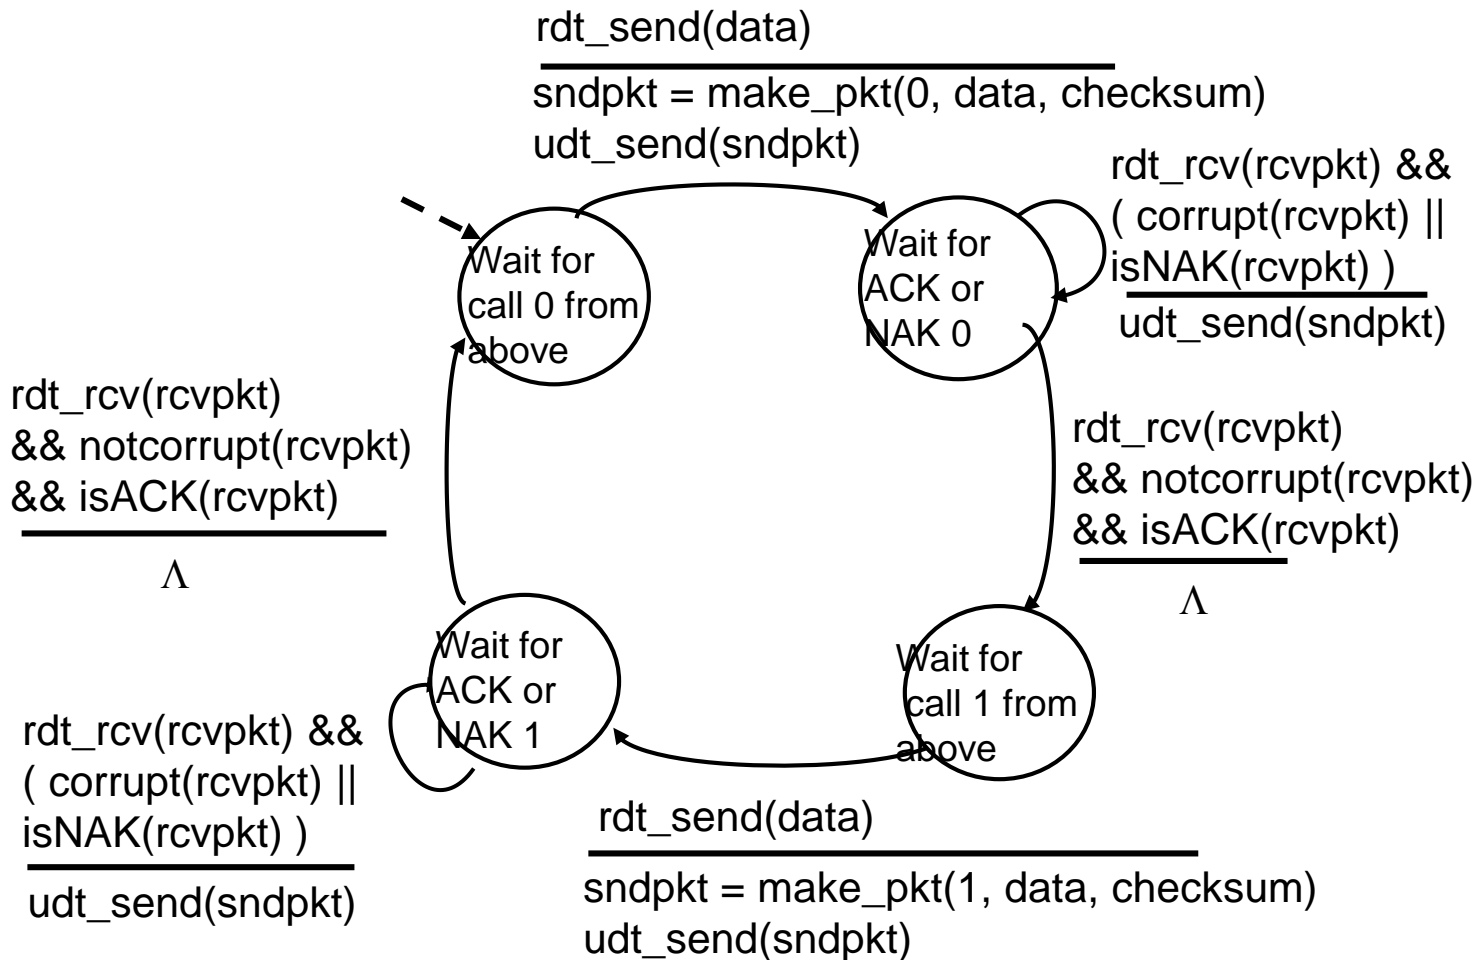 rdt_send(data)
sndpkt = make_pkt(0, data, checksum)
udt_send(sndpkt)
rdt_rcv(rcvpkt) &&
( corrupt(rcvpkt) ||
isNAK(rcvpkt) )
udt_send(sndpkt)
Wait for
call 0 from
above
Wait for
ACK or
NAK 0
rdt_rcv(rcvpkt)
&& notcorrupt(rcvpkt)
&& isACK(rcvpkt)
Λ
rdt_rcv(rcvpkt)
&& notcorrupt(rcvpkt)
&& isACK(rcvpkt)
Λ
Wait for
ACK or
NAK 1
Wait for
call 1 from
above
rdt_rcv(rcvpkt) &&
( corrupt(rcvpkt) ||
isNAK(rcvpkt) )
udt_send(sndpkt)
rdt_send(data)
sndpkt = make_pkt(1, data, checksum)
udt_send(sndpkt)